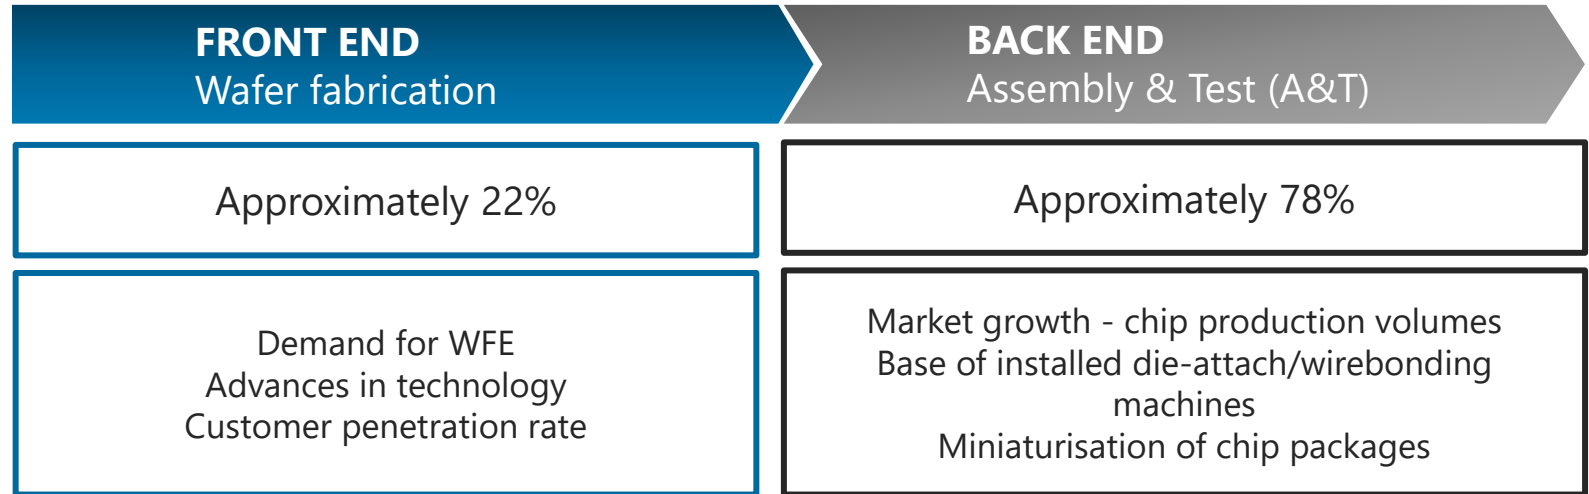 FRONT END
Wafer fabrication
BACK END
Assembly & Test (A&T)
Approximately 22%
Approximately 78%
Demand for WFE
Advances in technology
Customer penetration rate
Market growth - chip production volumes
Base of installed die-attach/wirebonding
machines
Miniaturisation of chip packages